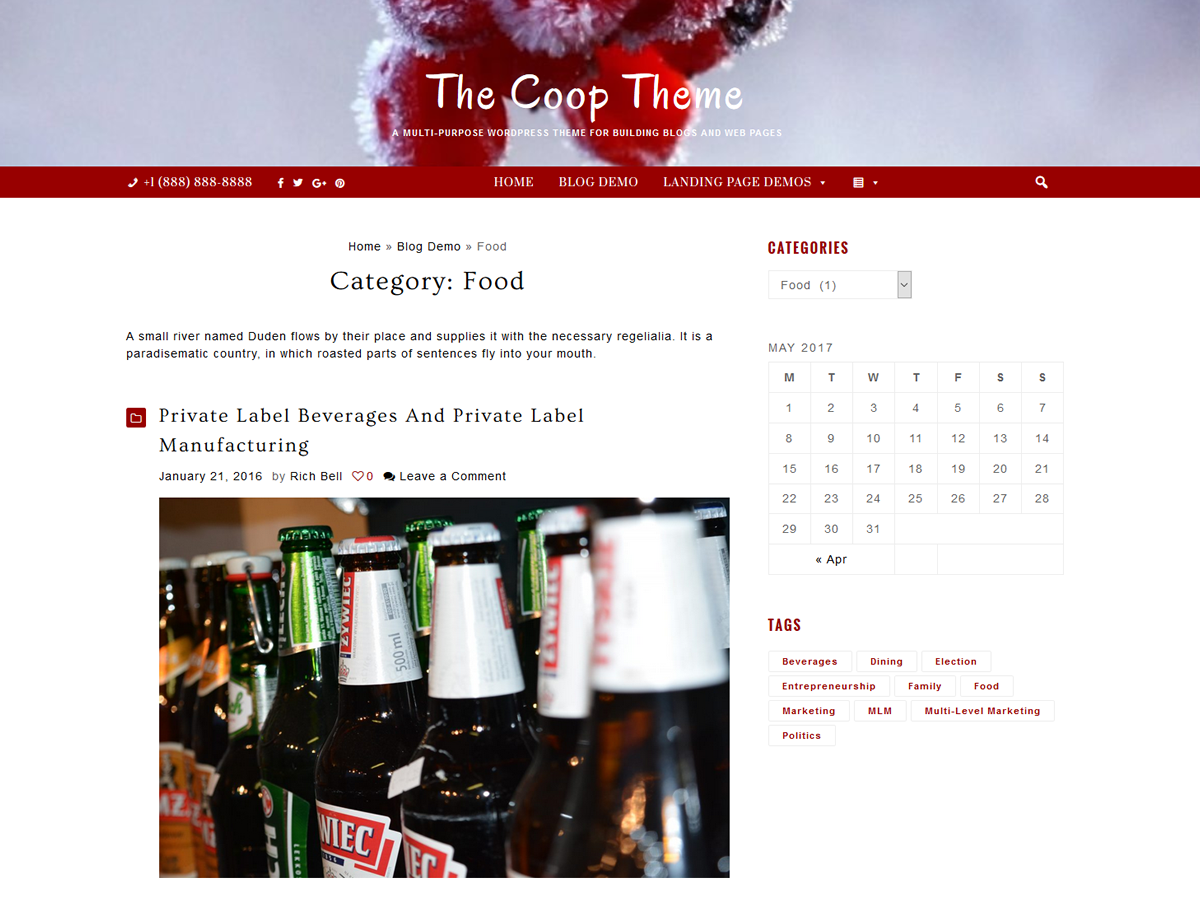 The Coop Theme
A MULTI-PURPOSE WORDPRESS THEME FOR BUILDING BLOGS AND WEB PAGES
+1 (888) 888-8888
HOME BLOG DEMO LANDING PAGE DEMOS
Home » Blog Demo » Food
Category: Food
A small river named Duden flows by their place and supplies it with the necessary regelialia. It is a
paradisematic country, in which roasted parts of sentences fly into your mouth.
Private Label Beverages And Private Label
Manufacturing
January 21, 2016 by Rich Bell 0 Leave a Comment
ŻYWIEC
500 ml
WIEC
CATEGORIES
Food (1)
MAY 2017
M T W T F S S
1 2 3 4 5 6 7
8 9 10 11 12 13 14
15 16 17 18 19 20 21
22 23 24 25 26 27 28
29 30 31
« Apr
TAGS
Beverages Dining Election
Entrepreneurship Family Food
Marketing MLM Multi-Level Marketing
Politics